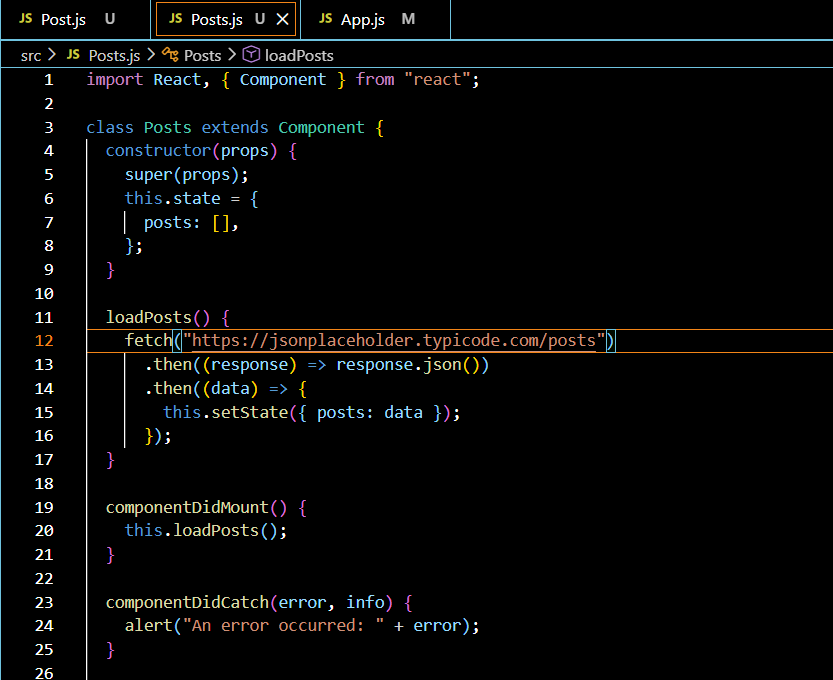 JS Post.js U JS Posts.js U JS App.js M
src > JS Posts.js > Posts > loadPosts
1 import React, { Component } from "react";
2
3 class Posts extends Component {
4 constructor(props) {
5 super(props);
6 this.state = {
7 posts: [],
8 };
9 }
10
11 loadPosts() {
12 fetch("https://jsonplaceholder.typicode.com/posts")
13 .then((response) => response.json())
14 .then((data) => {
15 this.setState({ posts: data });
16 });
17 }
18
19 componentDidMount() {
20 this.loadPosts();
21 }
22
23 componentDidCatch(error, info) {
24 alert("An error occurred: " + error);
25 }
26